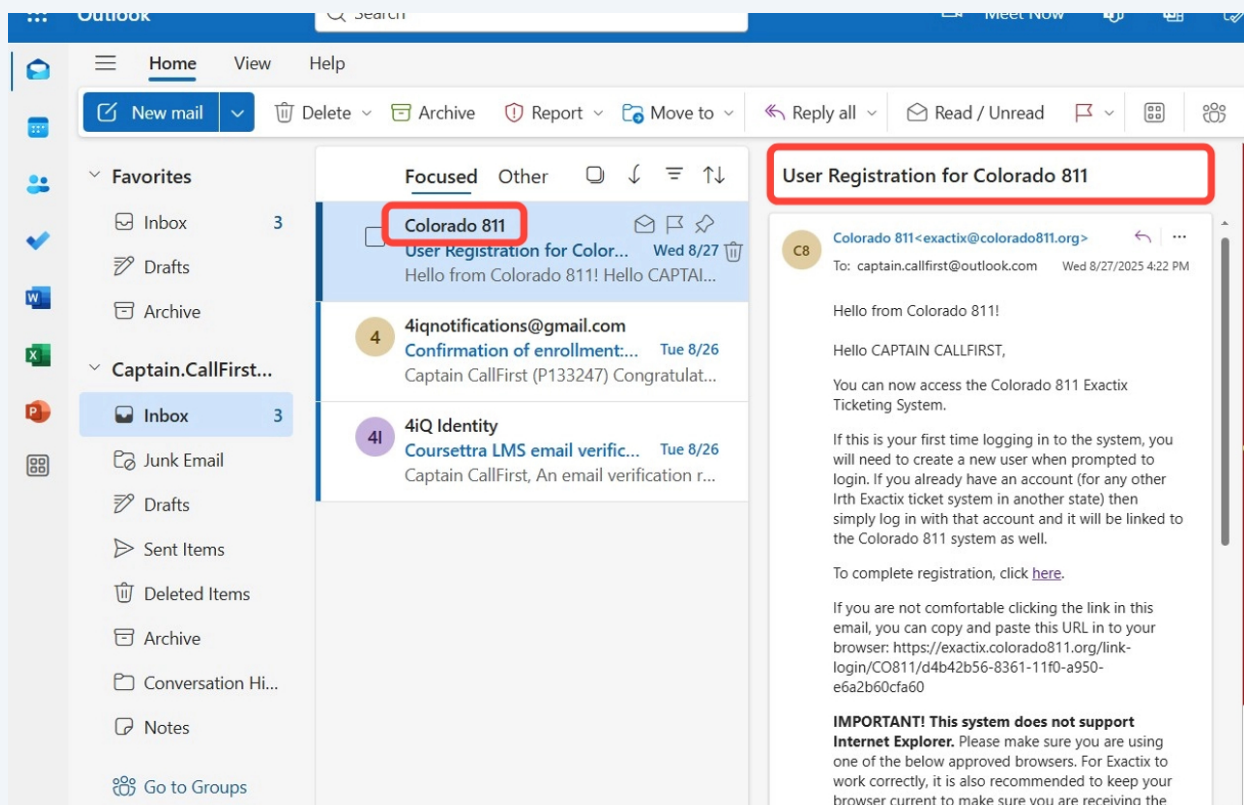 Outlook
Search
Meet Now
Home View Help
New mail Delete Archive Report Move to Reply all Read / Unread
Favorites
Inbox 3
Drafts
Archive
Captain.CallFirst...
Inbox 3
Junk Email
Drafts
Sent Items
Deleted Items
Archive
Conversation Hi...
Notes
Go to Groups
Focused Other
Colorado 811
User Registration for Color... Wed 8/27
Hello from Colorado 811! Hello CAPTAI...
4
4iqnotifications@gmail.com
Confirmation of enrollment:... Tue 8/26
Captain CallFirst (P133247) Congratulat...
4I
4iQ Identity
Coursettra LMS email verific... Tue 8/26
Captain CallFirst, An email verification r...
User Registration for Colorado 811
C8
Colorado 811<exactix@colorado811.org>
To: captain.callfirst@outlook.com Wed 8/27/2025 4:22 PM
Hello from Colorado 811!
Hello CAPTAIN CALLFIRST,
You can now access the Colorado 811 Exactix
Ticketing System.
If this is your first time logging in to the system, you
will need to create a new user when prompted to
login. If you already have an account (for any other
Irth Exactix ticket system in another state) then
simply log in with that account and it will be linked to
the Colorado 811 system as well.
To complete registration, click here.
If you are not comfortable clicking the link in this
email, you can copy and paste this URL in to your
browser: https://exactix.colorado811.org/link-
login/CO811/d4b42b56-8361-11f0-a950-
e6a2b60cfa60
IMPORTANT! This system does not support
Internet Explorer. Please make sure you are using
one of the below approved browsers. For Exactix to
work correctly, it is also recommended to keep your
browser current to make sure you are receiving the